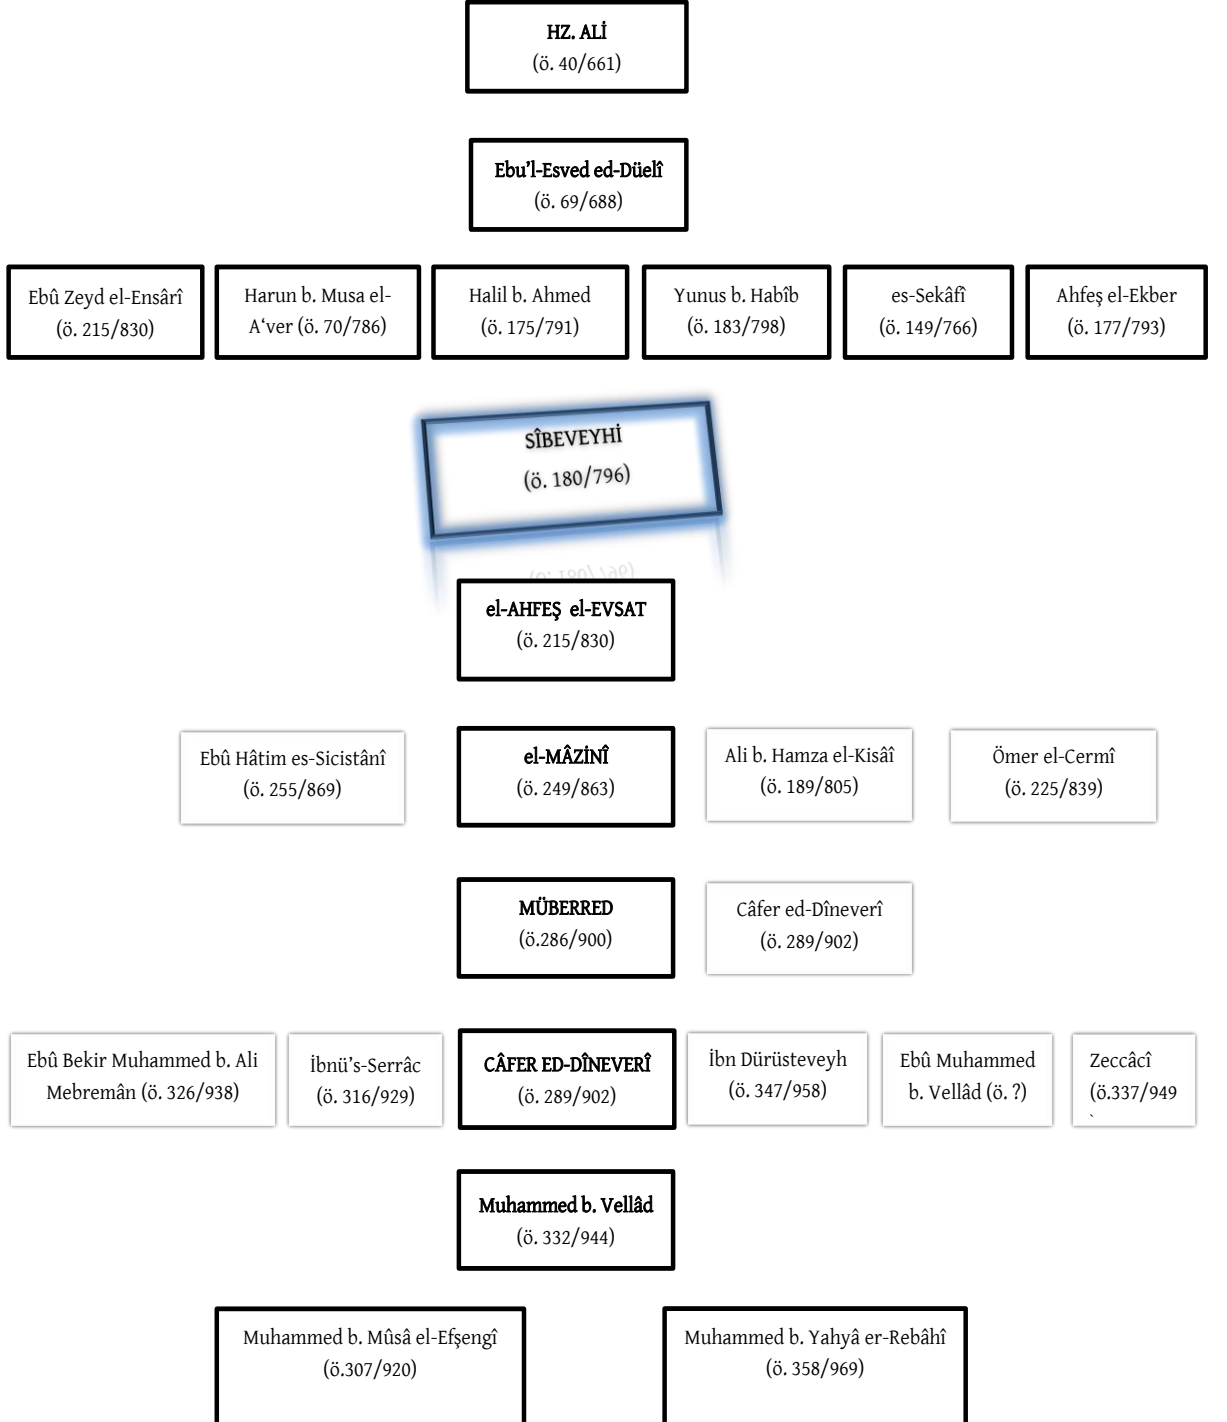 HZ. ALİ
(ö. 40/661)
Ebu’l-Esved ed-Düelî
(ö. 69/688)
Ebû Zeyd el-Ensârî
(ö. 215/830)
Harun b. Musa el-
A‘ver (ö. 70/786)
Halil b. Ahmed
(ö. 175/791)
Yunus b. Habîb
(ö. 183/798)
es-Sekâfî
(ö. 149/766)
Ahfeş el-Ekber
(ö. 177/793)
SÎBEVEYHİ
(ö. 180/796)
el-AHFEŞ el-EVSAT
(ö. 215/830)
Ebû Hâtim es-Sicistânî
(ö. 255/869)
el-MÂZİNÎ
(ö. 249/863)
Ali b. Hamza el-Kisâî
(ö. 189/805)
Ömer el-Cermî
(ö. 225/839)
MÜBERRED
(ö.286/900)
Câfer ed-Dîneverî
(ö. 289/902)
Ebû Bekir Muhammed b. Ali
Mebremân (ö. 326/938)
İbnü’s-Serrâc
(ö. 316/929)
CÂFER ED-DÎNEVERÎ
(ö. 289/902)
İbn Dürüsteveyh
(ö. 347/958)
Ebû Muhammed
b. Vellâd (ö. ?)
Zeccâcî
(ö.337/949
Muhammed b. Vellâd
(ö. 332/944)
Muhammed b. Mûsâ el-Efşengî
(ö.307/920)
Muhammed b. Yahyâ er-Rebâhî
(ö. 358/969)